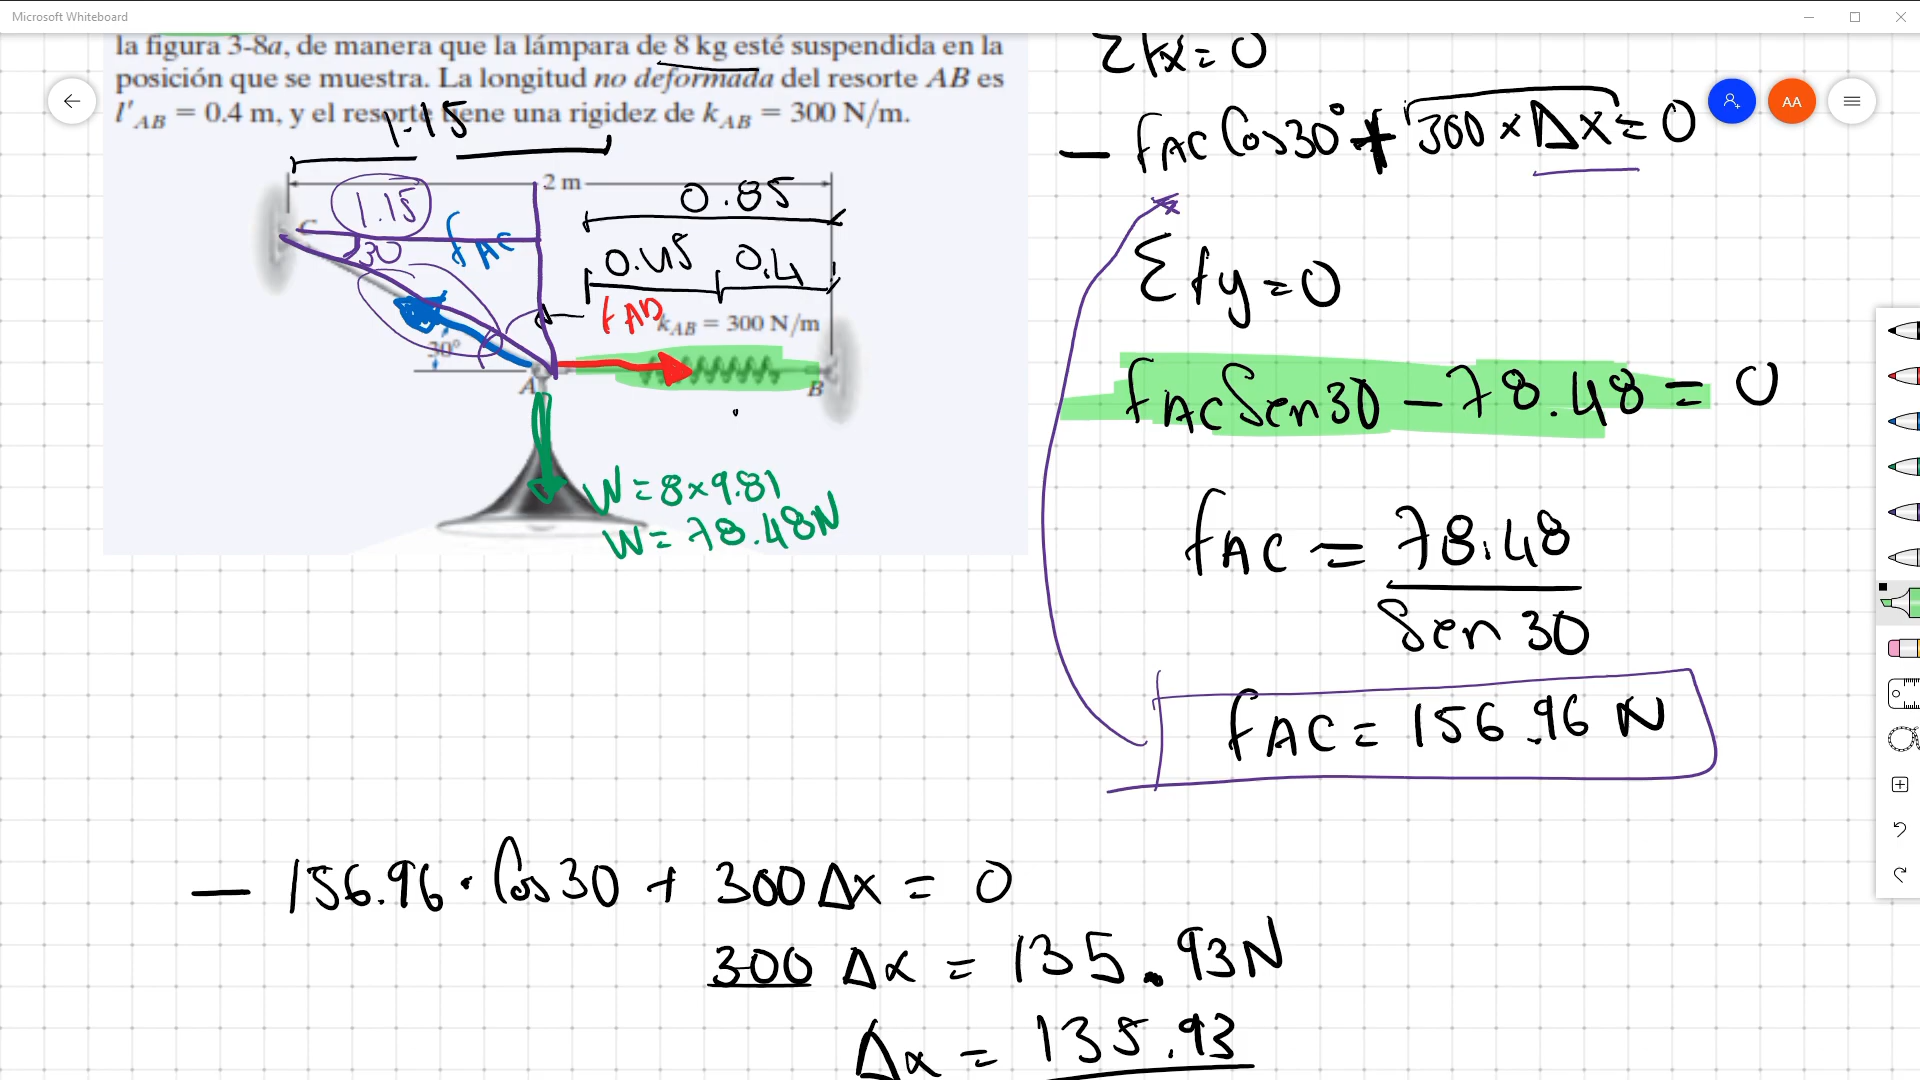 Microsoft Whiteboard
la figura 3-8a, de manera que la lámpara de 8 kg esté suspendida en la
posición que se muestra. La longitud no deformada del resorte AB es
l'AB = 0.4 m, y el resorte tiene una rigidez de kAB = 300 N/m.
1.15
2 m
0.85
1.15
C
30
fAC
0.45 0.4
fAB
kAB = 300 N/m
30°
A
B
W = 8 × 9.81
W = 78.48N
Σfx = 0
- fAC Cos30° + 300 × Δx = 0
AA
Σfy = 0
fAC Sen30 - 78.48 = 0
fAC = 78.48
Sen 30
fAC = 156.96 N
- 156.96 · Cos30 + 300 Δx = 0
300 Δx = 135.93N
Δx = 135.93